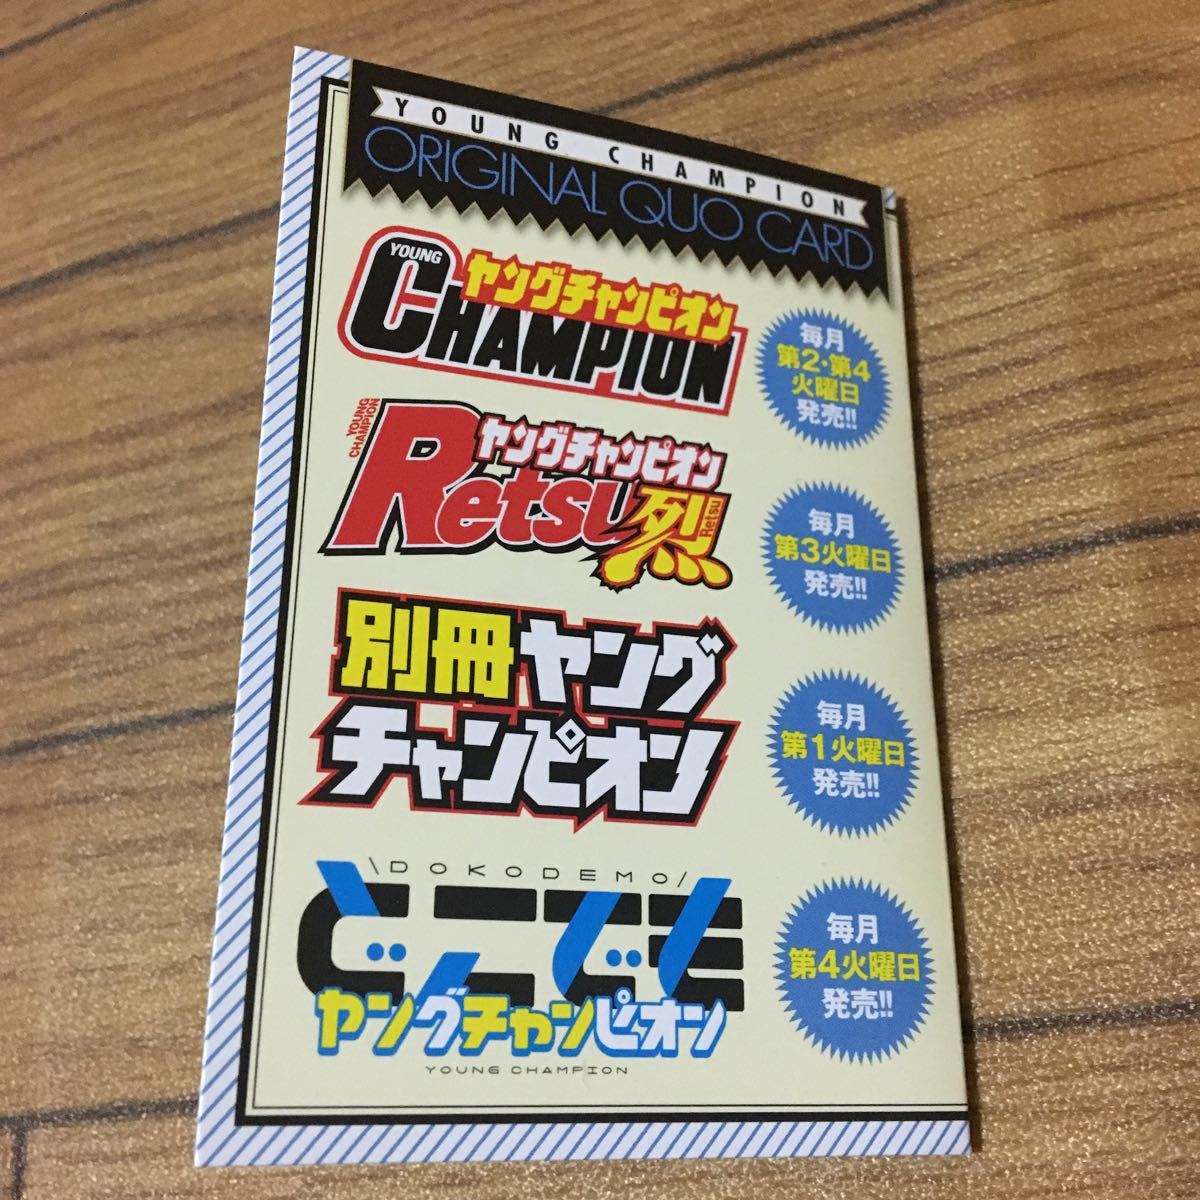 YOUNG CHAMPION
ORIGINAL QUO CARD
YOUNG
ヤングチャンピオン
CHAMPION
毎月
第2・第4
火曜日
発売!!
YOUNG
CHAMPION
ヤングチャンピオン
Retsu烈
Retsu
毎月
第3火曜日
発売!!
別冊ヤング
チャンピオン
毎月
第1火曜日
発売!!
\DOKODEMO/
どこでも
ヤングチャンピオン
YOUNG CHAMPION
毎月
第4火曜日
発売!!